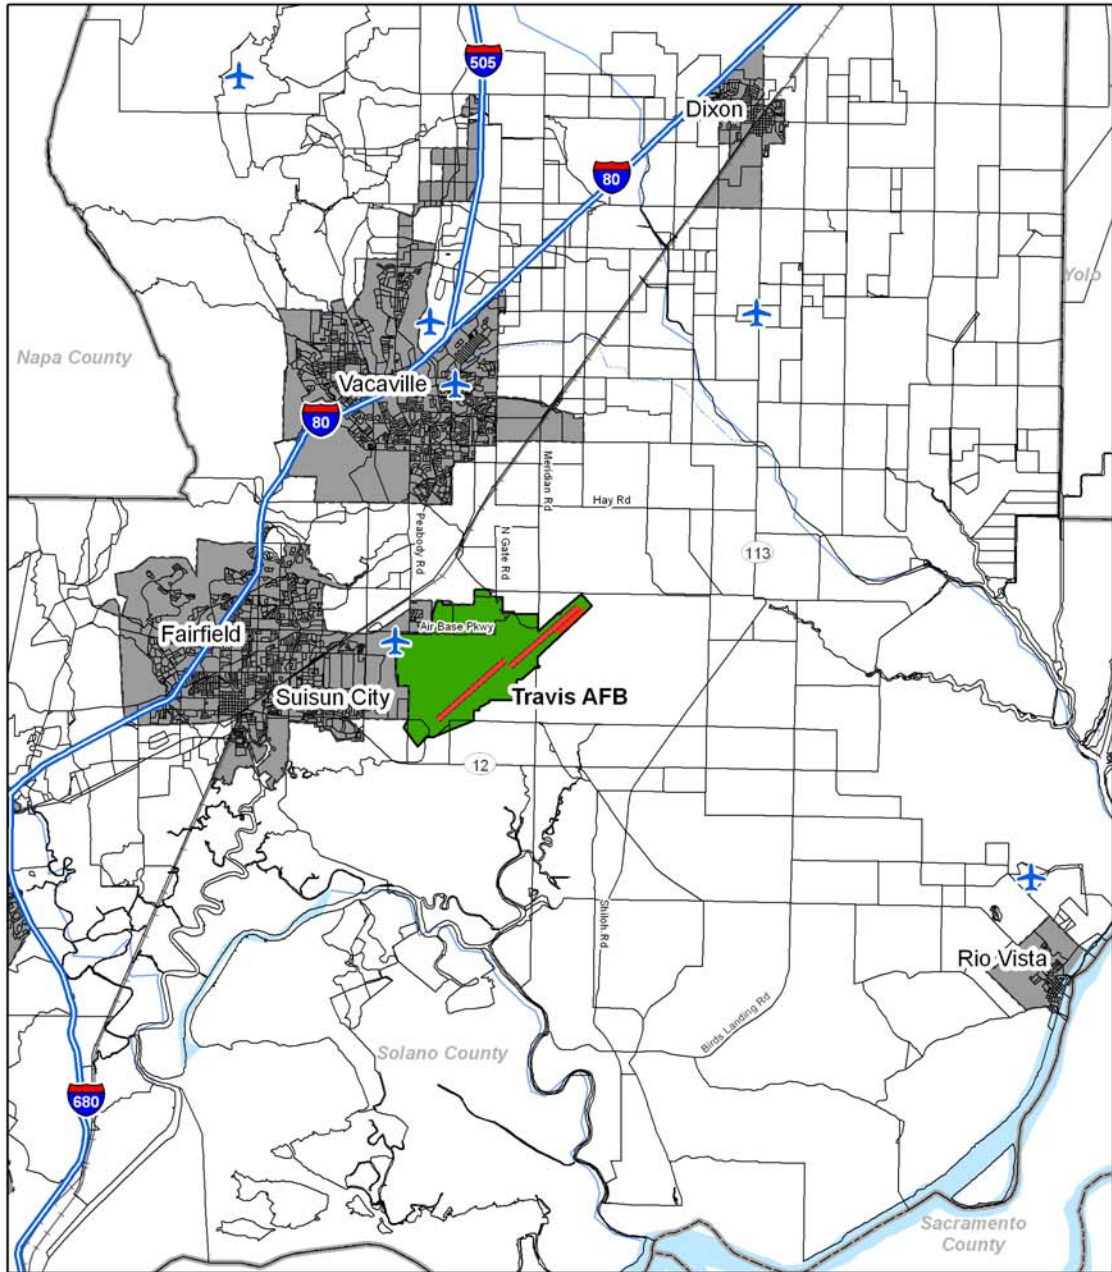 505
Dixon
80
Yolo
Napa County
Vacaville
80
Meridian Rd
Hay Rd
Peabody Rd
N Gate Rd
113
Air Base Pkwy
Fairfield
Suisun City
Travis AFB
12
Shiloh Rd
Rio Vista
Birds Landing Rd
Solano County
680
Sacramento
County